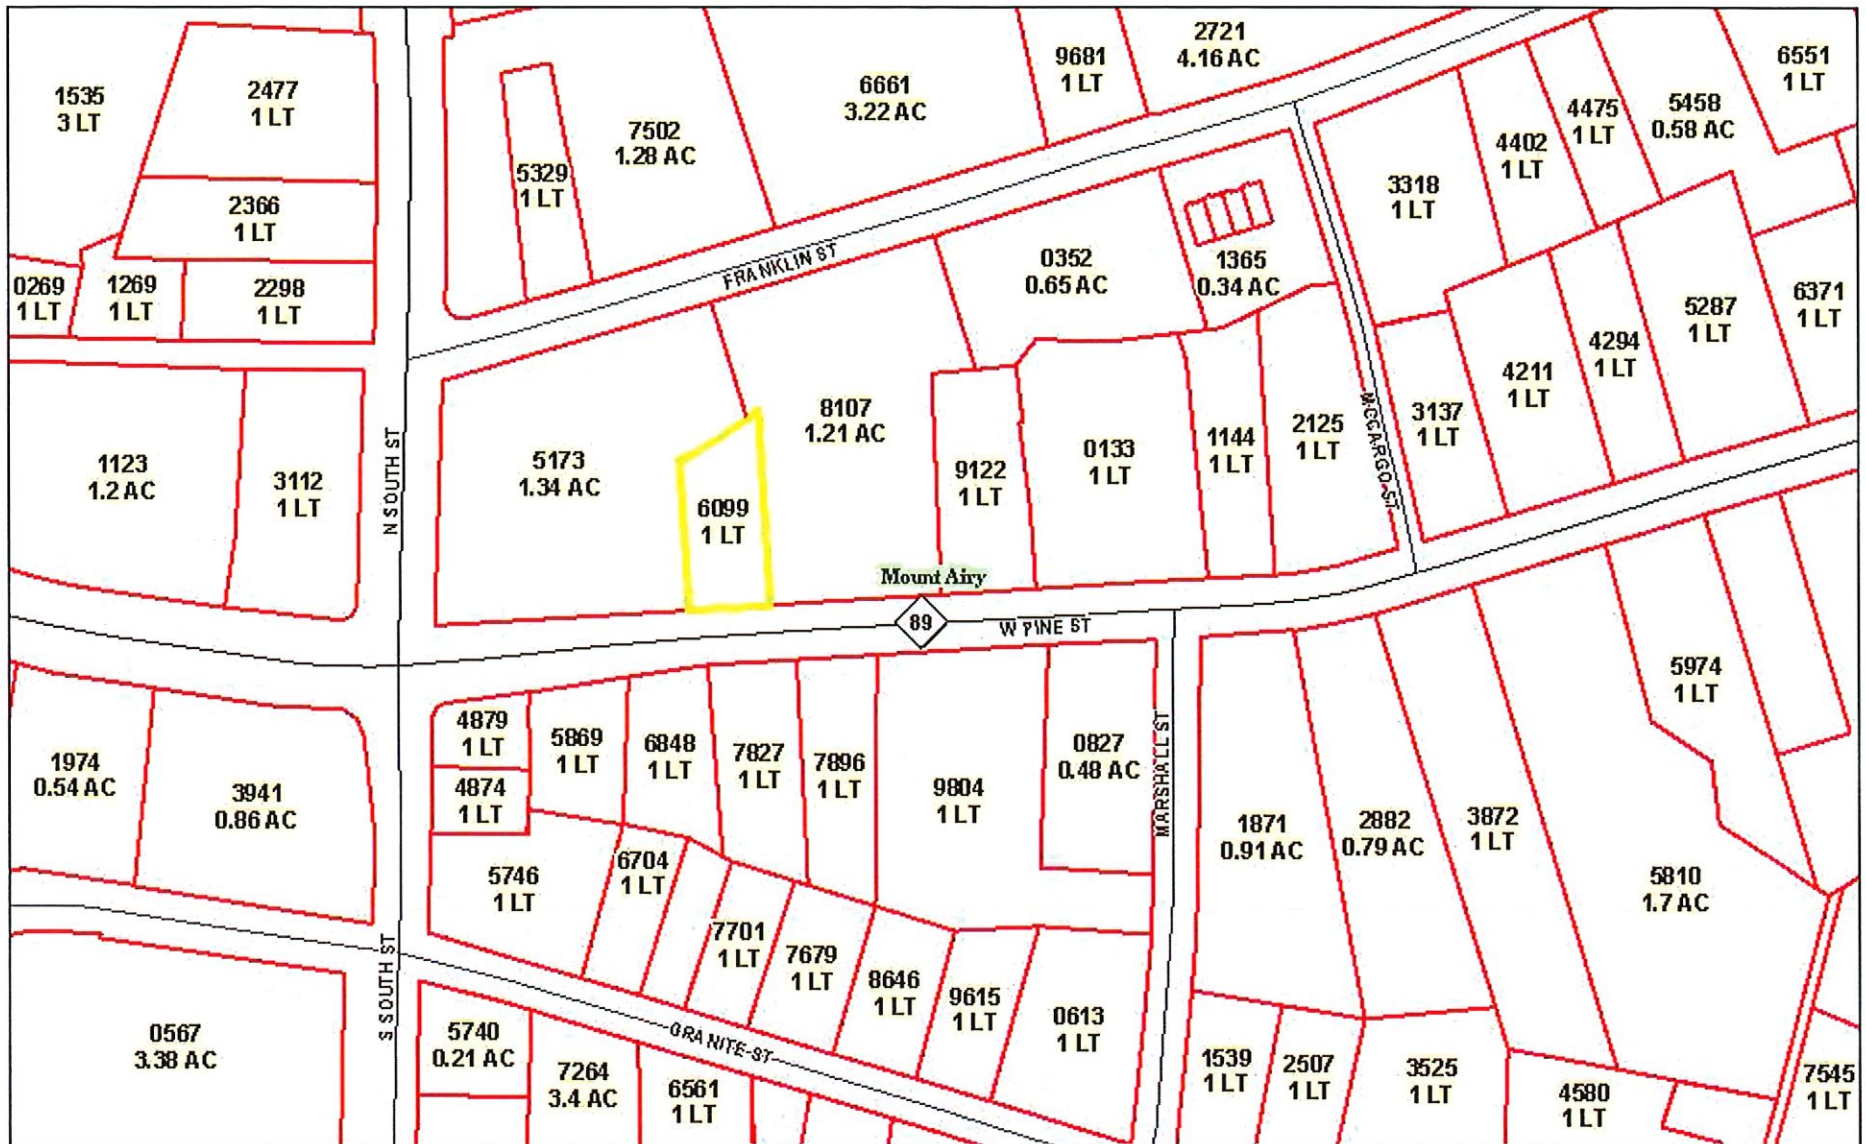 2721
4.16 AC
9681
1 LT
6551
1 LT
6661
3.22 AC
2477
1 LT
1535
3 LT
4475
1 LT
5458
0.58 AC
7502
1.28 AC
4402
1 LT
5329
1 LT
3318
1 LT
2366
1 LT
FRANKLIN ST
0352
0.65 AC
1365
0.34 AC
0269
1 LT
1269
1 LT
2298
1 LT
5287
1 LT
6371
1 LT
4294
1 LT
4211
1 LT
8107
1.21 AC
3137
1 LT
MCCARGO ST
2125
1 LT
1144
1 LT
0133
1 LT
9122
1 LT
5173
1.34 AC
1123
1.2 AC
3112
1 LT
N SOUTH ST
6099
1 LT
Mount Airy
89
W PINE ST
5974
1 LT
4879
1 LT
5869
1 LT
6848
1 LT
7827
1 LT
7896
1 LT
0827
0.48 AC
MARSHALL ST
1974
0.54 AC
3941
0.86 AC
4874
1 LT
9804
1 LT
1871
0.91 AC
2882
0.79 AC
3872
1 LT
5746
1 LT
6704
1 LT
5810
1.7 AC
7701
1 LT
7679
1 LT
8646
1 LT
9615
1 LT
0613
1 LT
S SOUTH ST
0567
3.38 AC
5740
0.21 AC
GRANITE ST
7264
3.4 AC
6561
1 LT
1539
1 LT
2507
1 LT
3525
1 LT
4580
1 LT
7545
1 LT